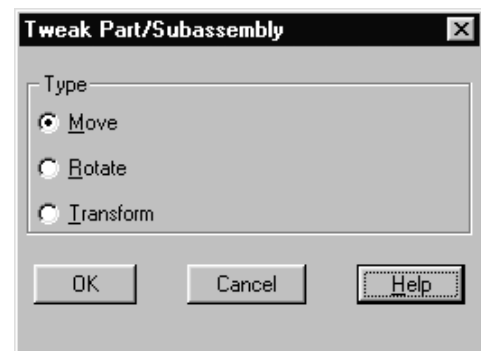 Tweak Part/Subassembly
Type
Move
Rotate
Transform
OK Cancel Help